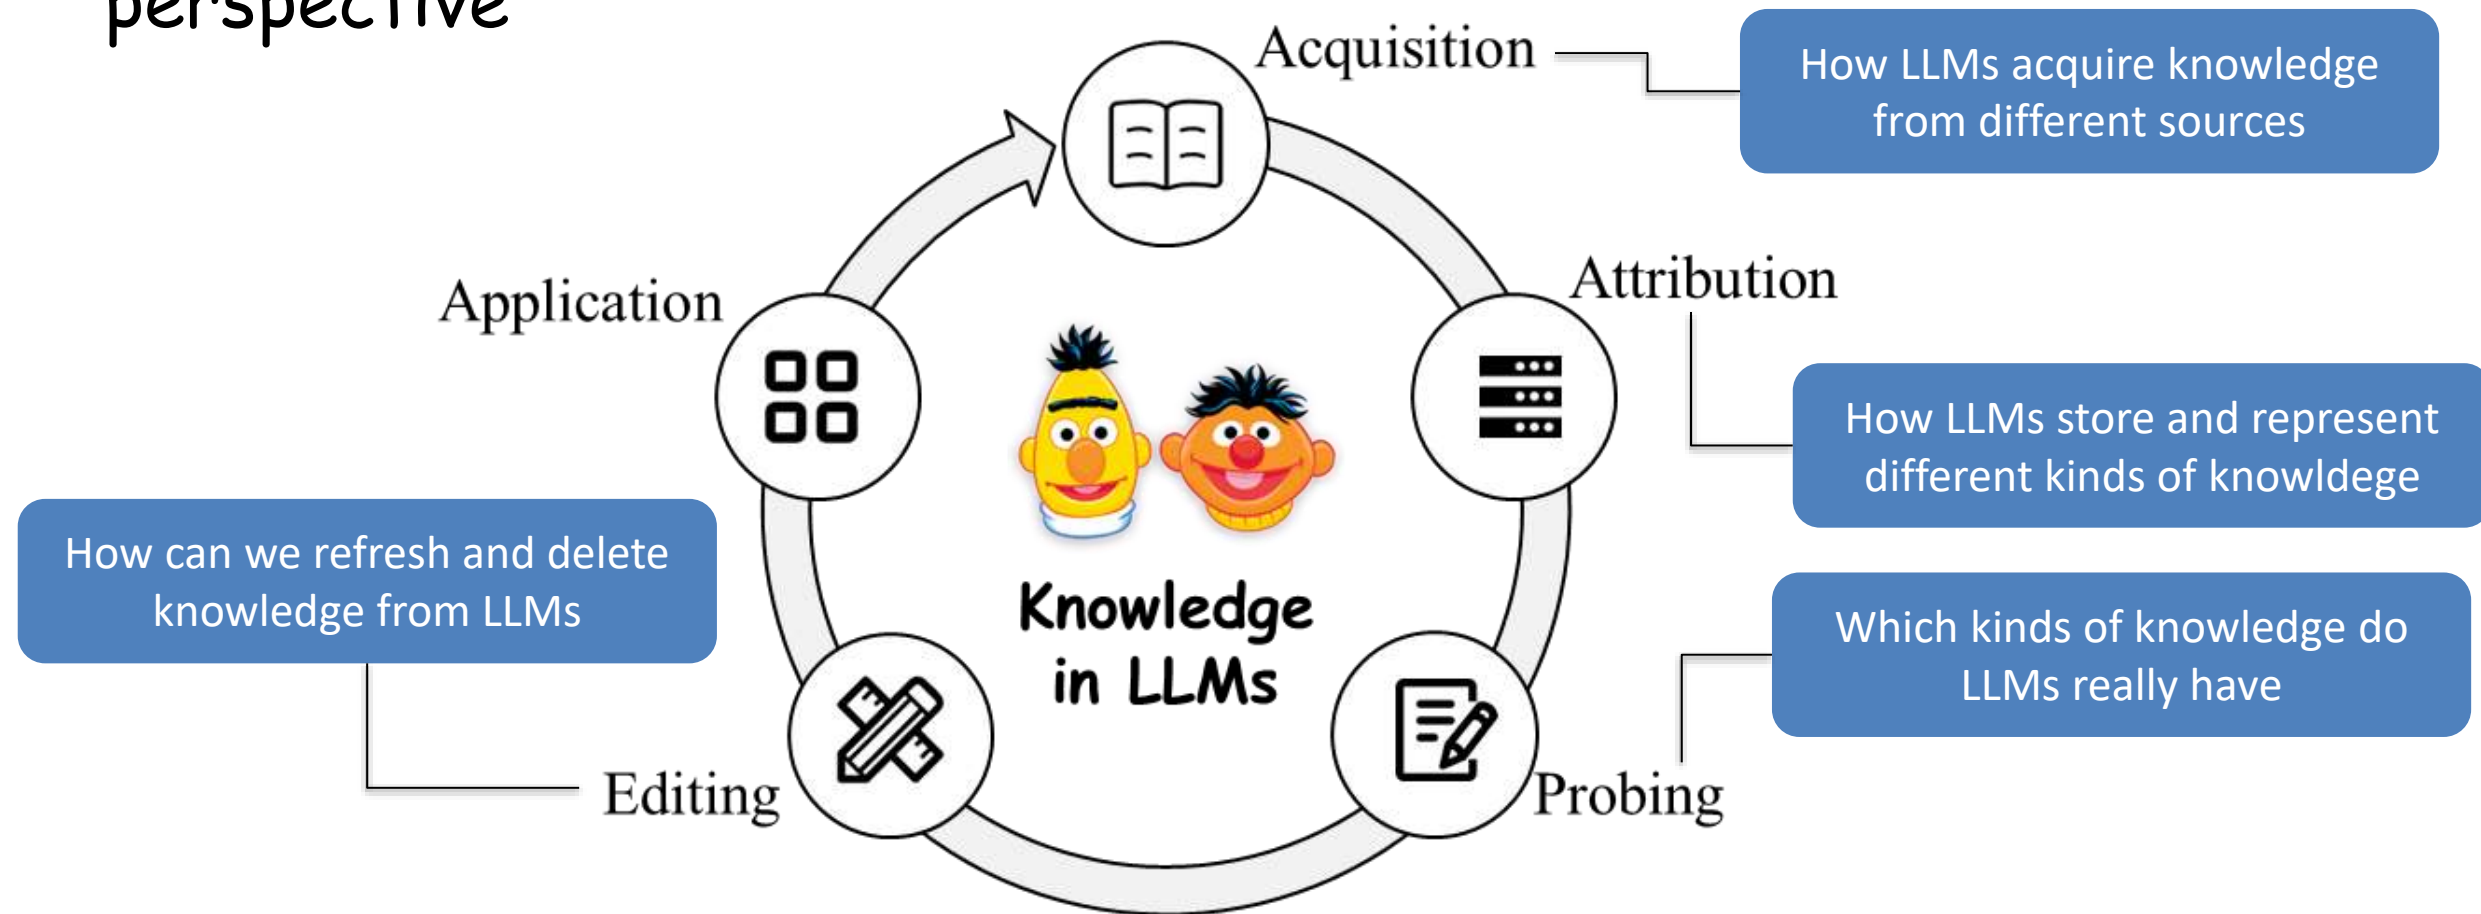 perspective
Acquisition
How LLMs acquire knowledge
from different sources
Attribution
How LLMs store and represent
different kinds of knowldege
Application
How can we refresh and delete
knowledge from LLMs
Knowledge
in LLMs
Which kinds of knowledge do
LLMs really have
Editing
Probing